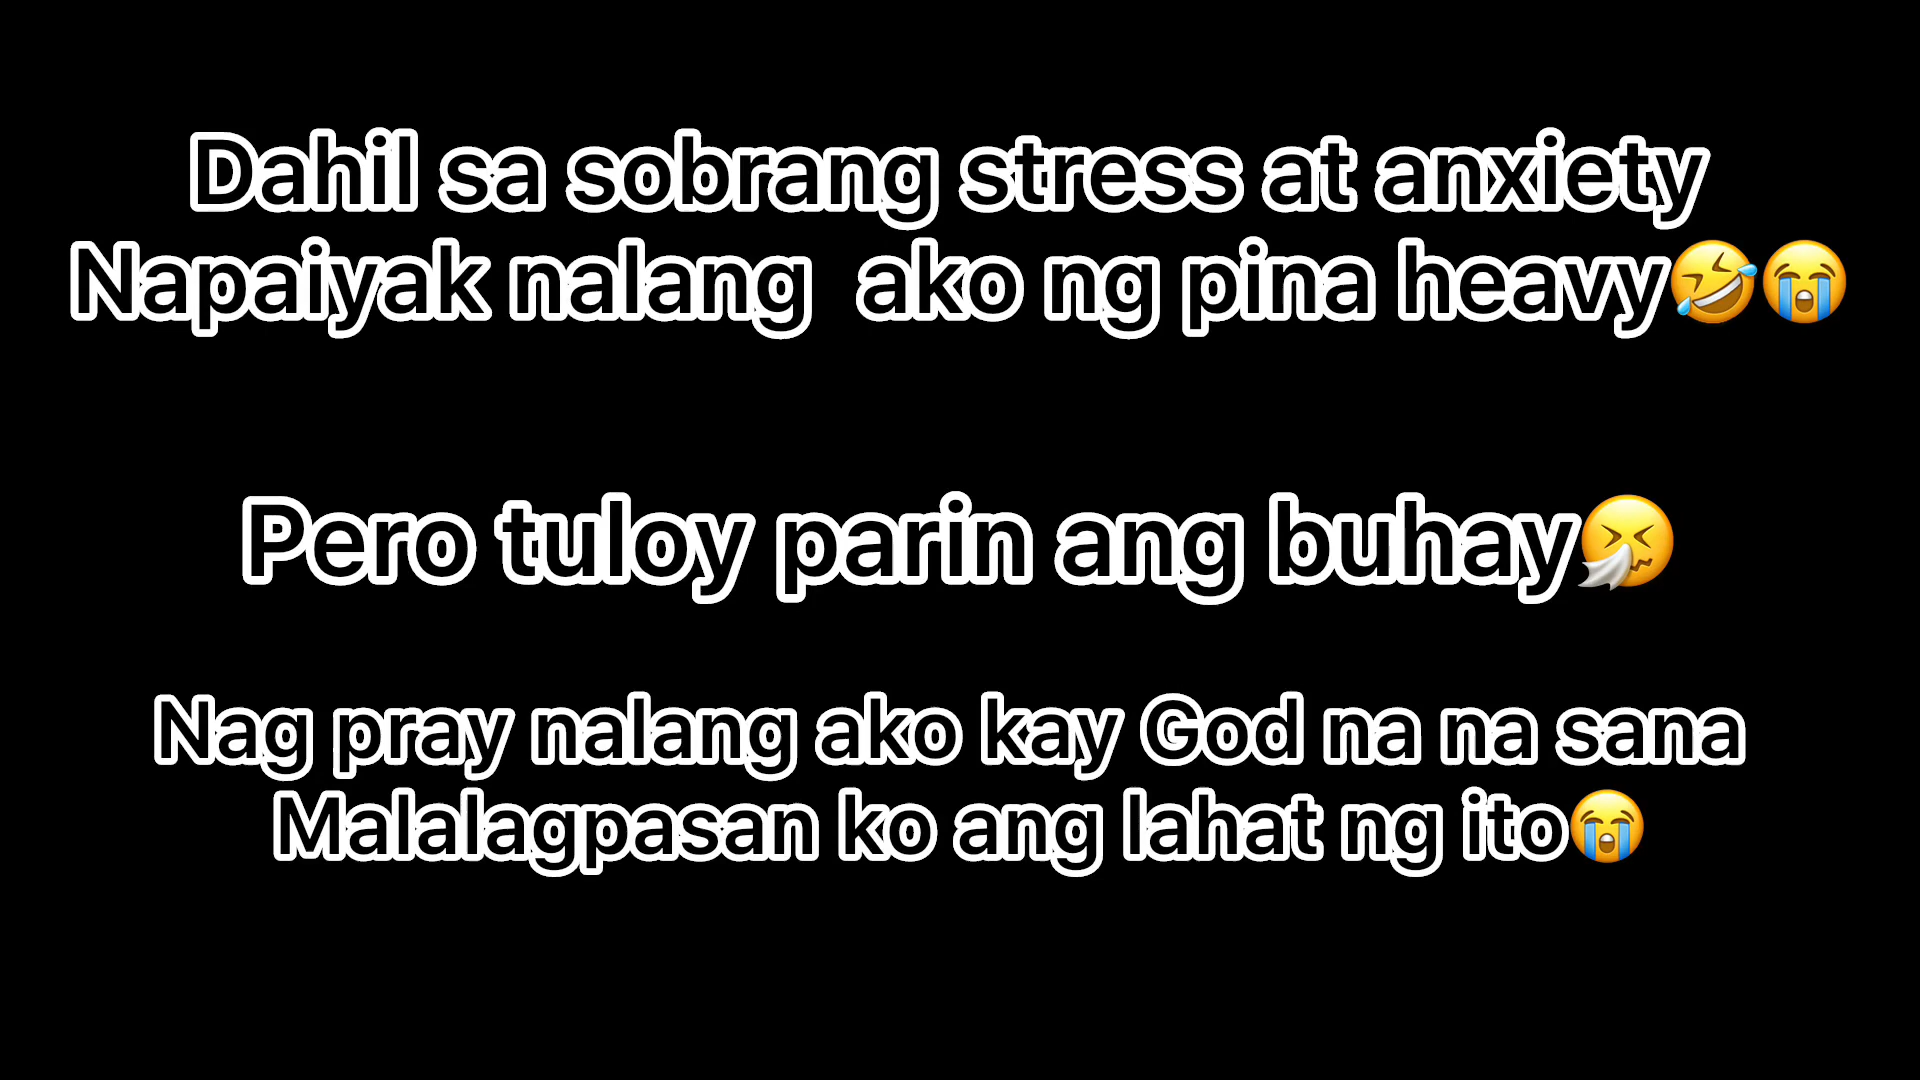 Dahil sa sobrang stress at anxiety
Napaiyak nalang  ako ng pina heavy🤣😭
Pero tuloy parin ang buhay🤧
Nag pray nalang ako kay God na na sana
Malalagpasan ko ang lahat ng ito😭